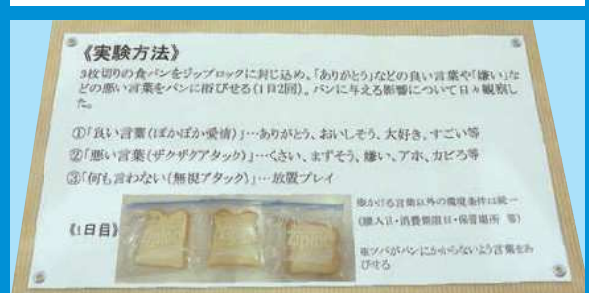 《実験方法》
8枚切りの食パンをジップロックに封じ込め、「ありがとう」などの良い言葉や「嫌い」な
どの悪い言葉をパンに浴びせる(1日2回)。パンに与える影響について日々観察し
た。
①「良い言葉(ぽかぽか愛情)」…ありがとう、おいしそう、大好き、すごい等
②「悪い言葉(ザクザクアタック)」…くさい、まずそう、嫌い、アホ、カビろ等
③「何も言わない(無視アタック)」…放置プレイ
《1日目》
※かける言葉以外の環境条件は統一
(購入日・消費期限日・保管場所 等)
※ツバがパンにかからないよう言葉をあ
びせる